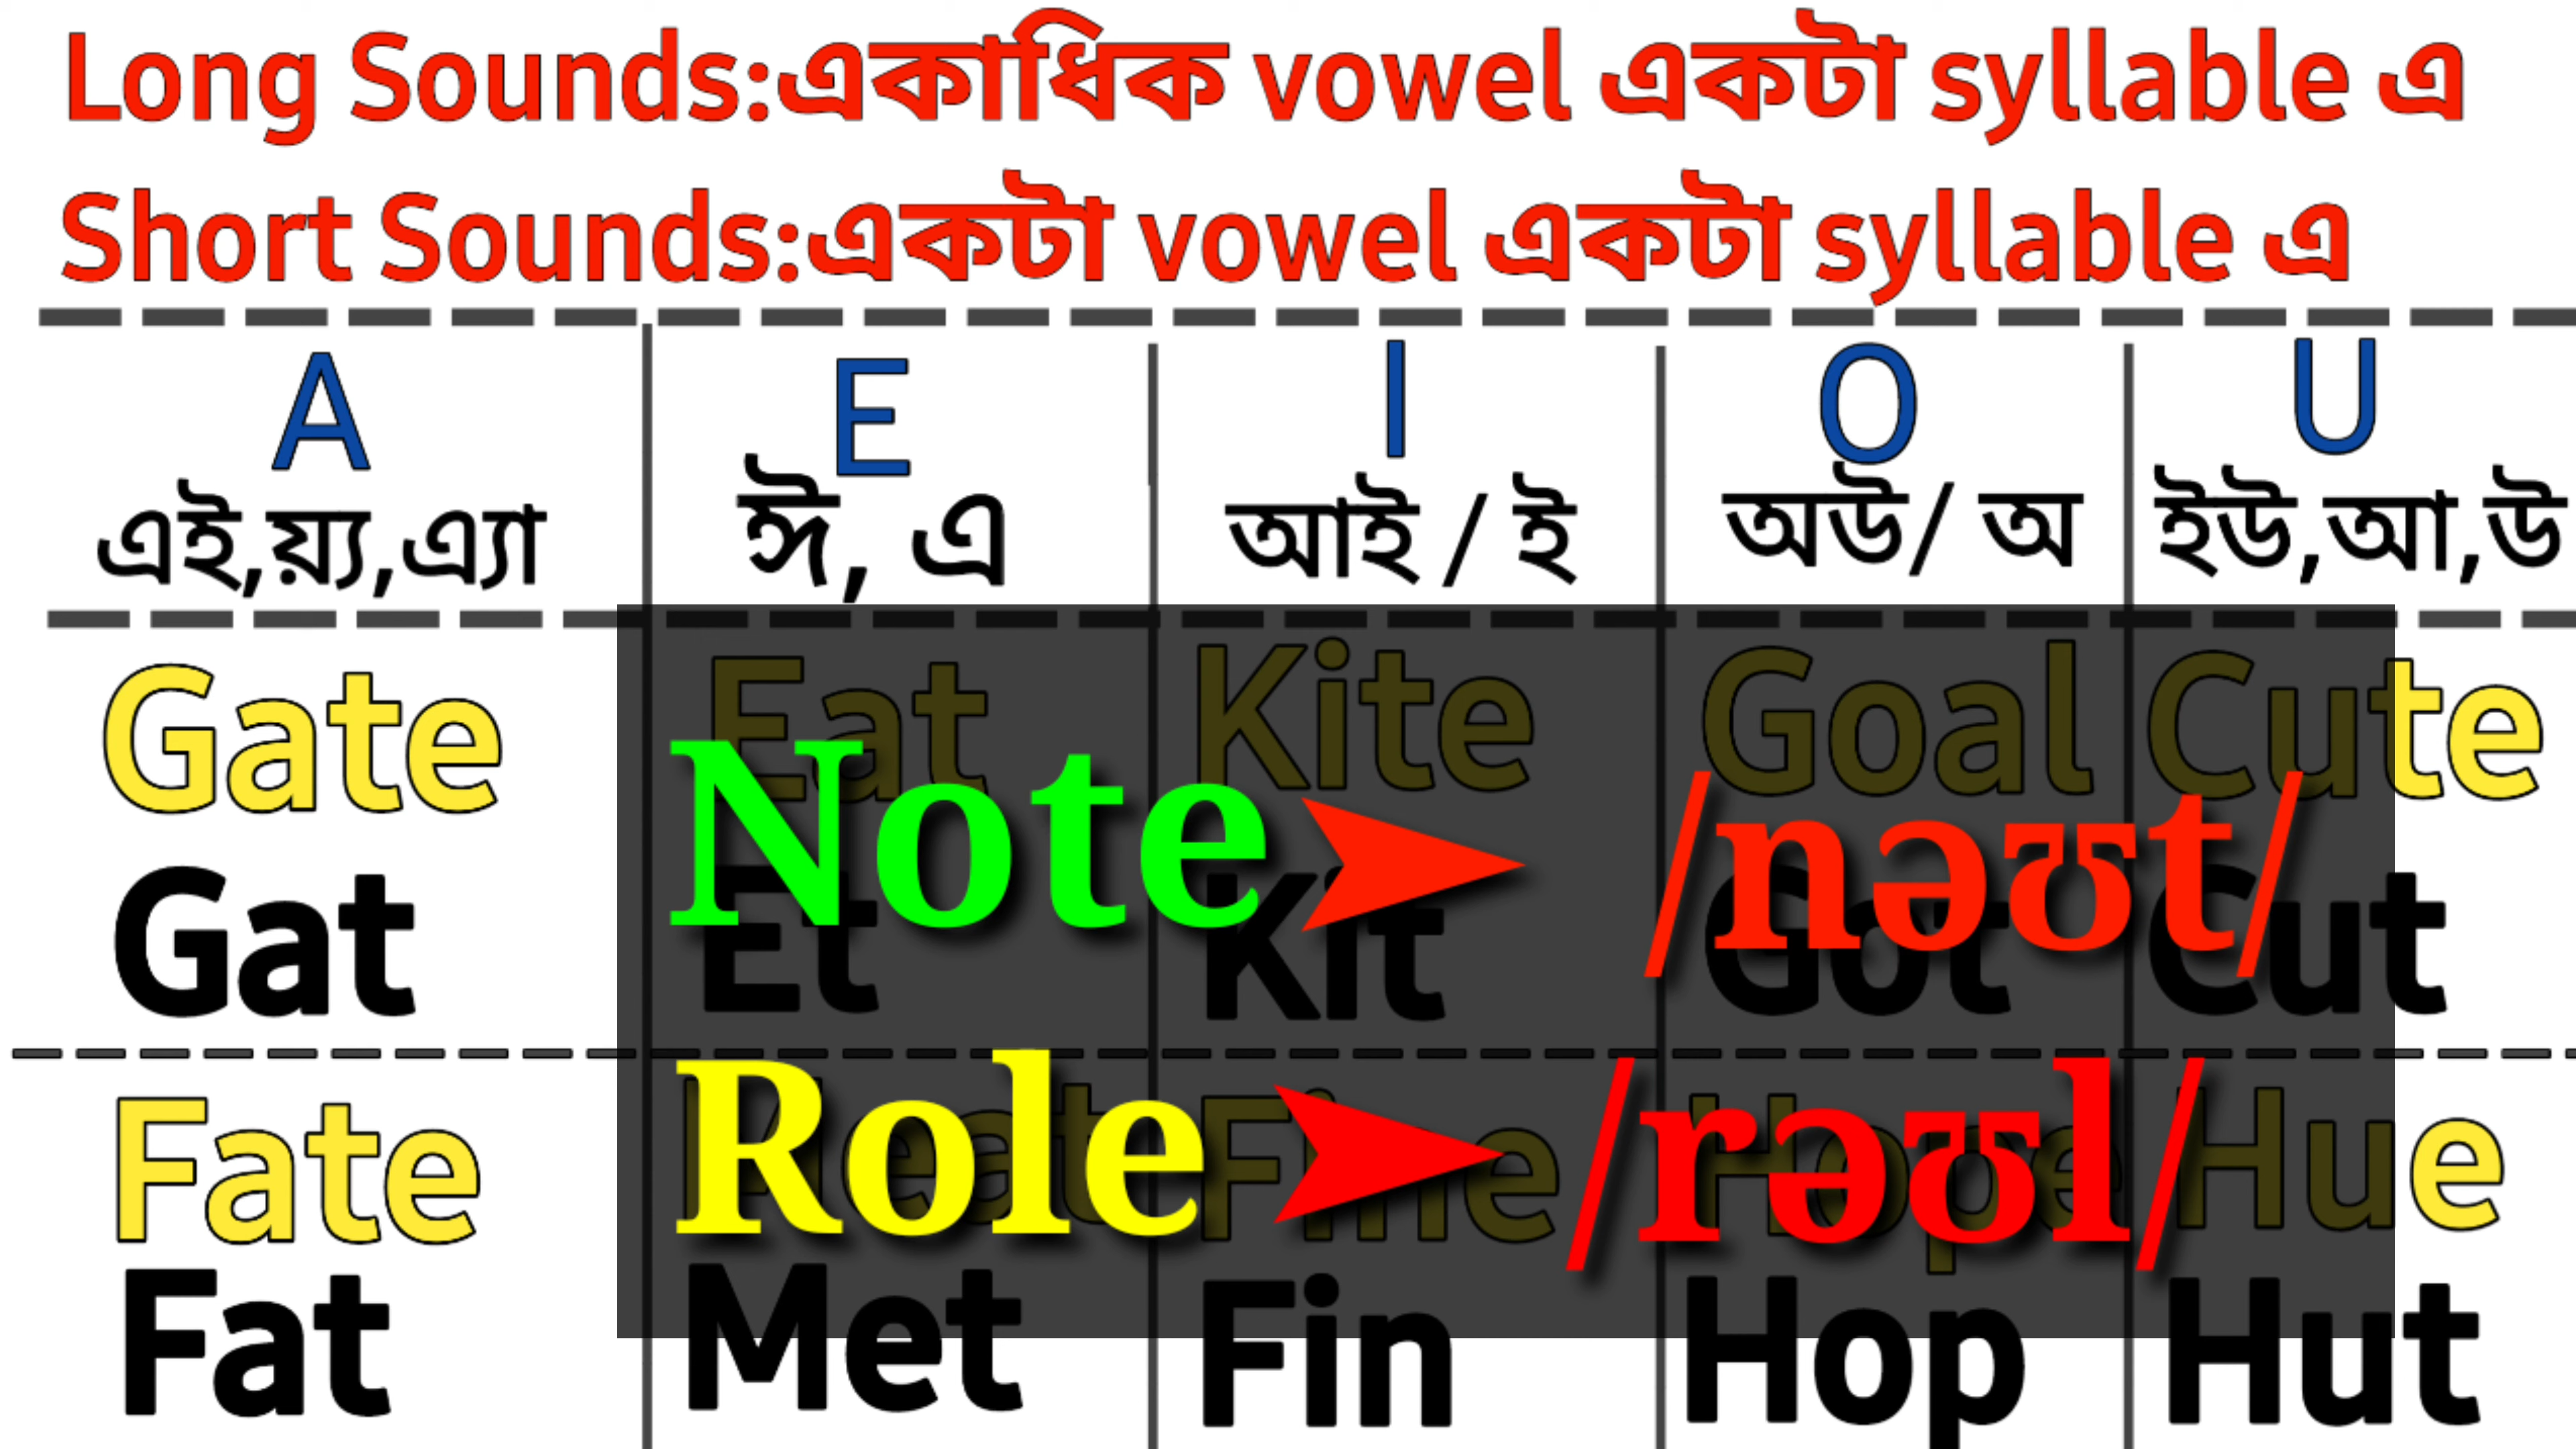 Long Sounds:একাধিক vowel একটা syllable এ
Short Sounds:একটা vowel একটা syllable এ
A E I O U
এই,য়্য,এ্যা ঈ, এ আই / ই অউ/ অ ইউ,আ,উ
Gate Eat Kite Goal Cute
Note /nəʊt/
Gat Et Kit Got Cut
Role /rəʊl/
Fate Meat Fine Hope Hue
Fat Met Fin Hop Hut